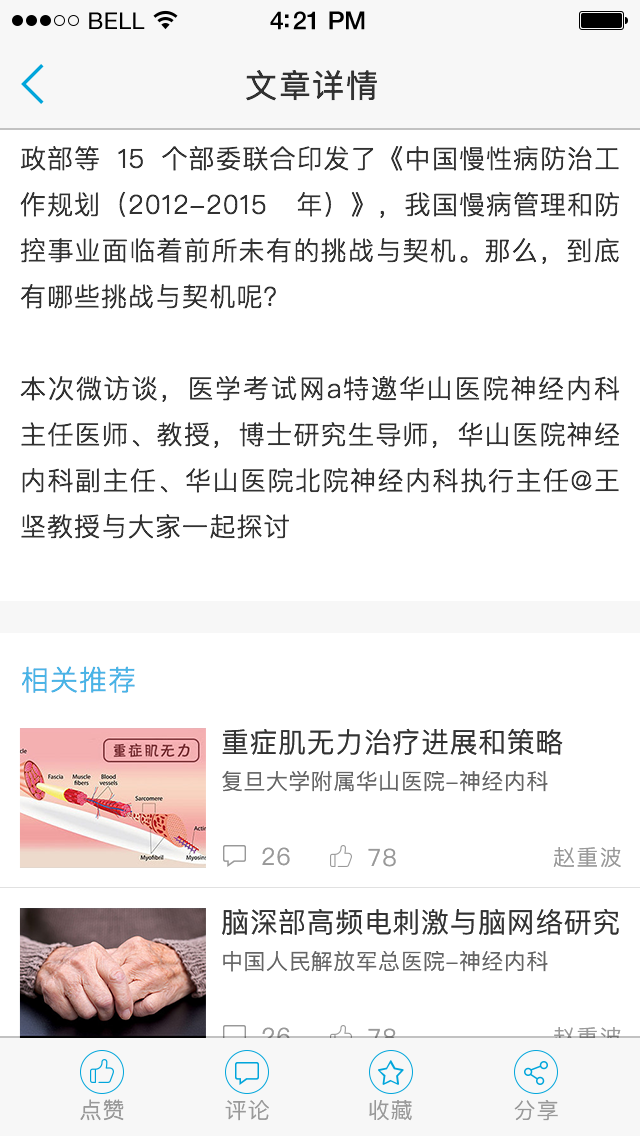 BELL 4:21 PM
文章详情
政部等 15 个部委联合印发了《中国慢性病防治工
作规划（2012-2015 年）》，我国慢病管理和防
控事业面临着前所未有的挑战与契机。那么，到底
有哪些挑战与契机呢？
本次微访谈，医学考试网a特邀华山医院神经内科
主任医师、教授，博士研究生导师，华山医院神经
内科副主任、华山医院北院神经内科执行主任@王
坚教授与大家一起探讨
相关推荐
重症肌无力
Fascia Muscle fibers Blood vessels
Sarcomere
Myofibril
重症肌无力治疗进展和策略
复旦大学附属华山医院-神经内科
26 78 赵重波
脑深部高频电刺激与脑网络研究
中国人民解放军总医院-神经内科
26 78 赵重波
点赞 评论 收藏 分享